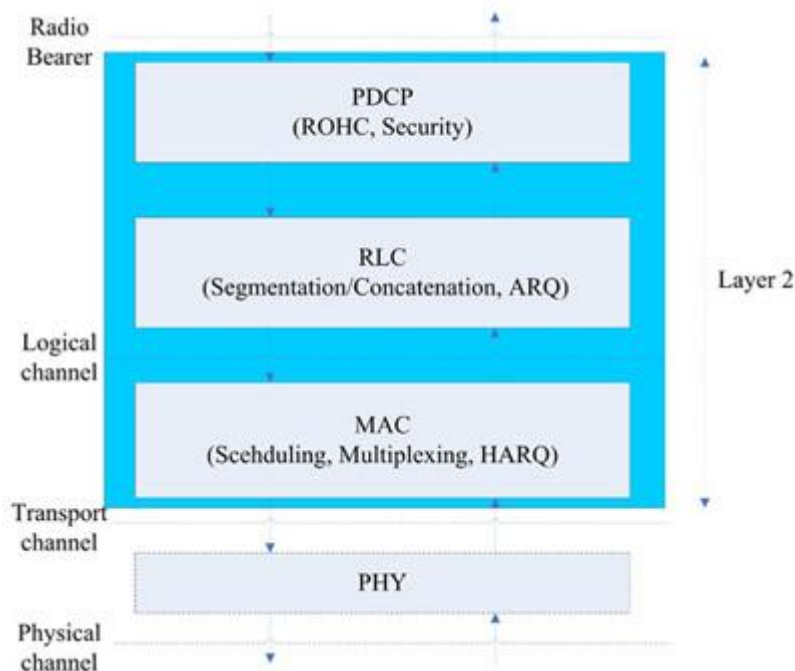 Radio
Bearer
PDCP
(ROHC, Security)
RLC
(Segmentation/Concatenation, ARQ)
Layer 2
Logical
channel
MAC
(Scehduling, Multiplexing, HARQ)
Transport
channel
PHY
Physical
channel